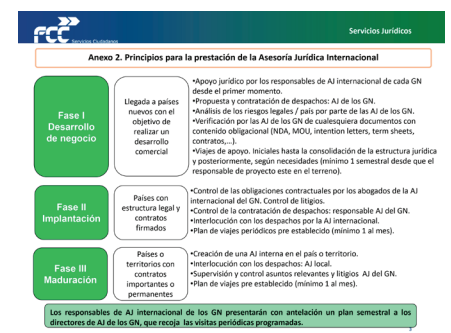 Servicios Jurídicos
FCC
Servicios Ciudadanos
Anexo 2. Principios para la prestación de la Asesoría Jurídica Internacional
Fase I
Desarrollo
de negocio
Llegada a países
nuevos con el
objetivo de
realizar un
desarrollo
comercial
•Apoyo jurídico por los responsables de AJ internacional de cada GN
desde el primer momento.
•Propuesta y contratación de despachos: AJ de los GN.
•Análisis de los riesgos legales / país por parte de las AJ de los GN.
•Verificación por las AJ de los GN de cualesquiera documentos con
contenido obligacional (NDA, MOU, intention letters, term sheets,
contratos,...).
•Viajes de apoyo. Iniciales hasta la consolidación de la estructura jurídica
y posteriormente, según necesidades (mínimo 1 semestral desde que el
responsable de proyecto este en el terreno).
Fase II
Implantación
Países con
estructura legal y
contratos
firmados
•Control de las obligaciones contractuales por los abogados de la AJ
internacional del GN. Control de litigios.
•Control de la contratación de despachos: responsable AJ del GN.
•Interlocución con los despachos por la AJ internacional.
•Plan de viajes periódicos pre establecido (mínimo 1 al mes).
Fase III
Maduración
Países o
territorios con
contratos
importantes o
permanentes
•Creación de una AJ interna en el país o territorio.
•Interlocución con los despachos: AJ local.
•Supervisión y control asuntos relevantes y litigios AJ del GN.
•Plan de viajes pre establecido (mínimo 1 al mes).
Los responsables de AJ internacional de los GN presentarán con antelación un plan semestral a los
directores de AJ de los GN, que recoja las visitas periódicas programadas.